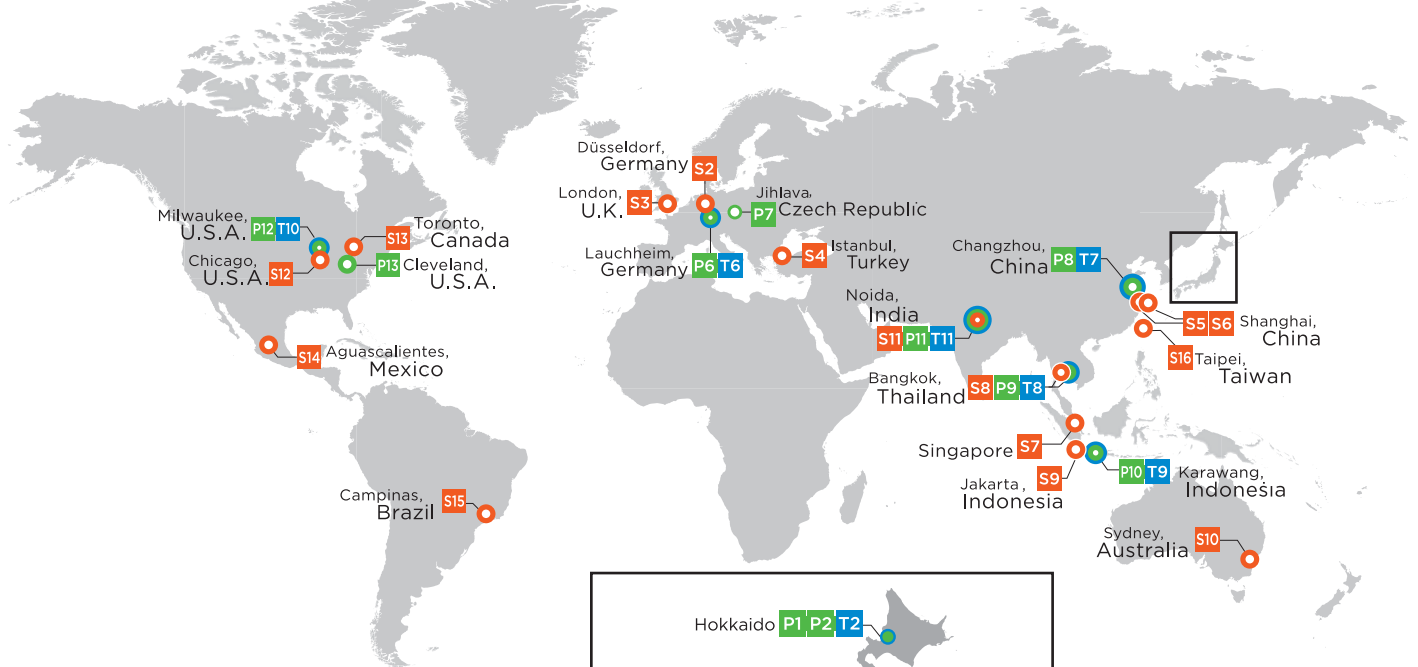 Düsseldorf,
Germany S2
London,
U.K. S3
Jihlava,
P7 Czech Republic
Milwaukee,
U.S.A. P12 T10
Toronto,
S13 Canada
Chicago,
U.S.A. S12
P13 Cleveland,
U.S.A.
Lauchheim,
Germany P6 T6
S4 Istanbul,
Turkey
Changzhou,
China P8 T7
Noida,
India
S11 P11 T11
S5 S6 Shanghai,
China
S14 Aguascalientes,
Mexico
S16 Taipei,
Taiwan
Bangkok,
Thailand S8 P9 T8
Singapore S7
Jakarta,
Indonesia S9
P10 T9 Karawang,
Indonesia
Campinas,
Brazil S15
Sydney,
Australia S10
Hokkaido P1 P2 T2